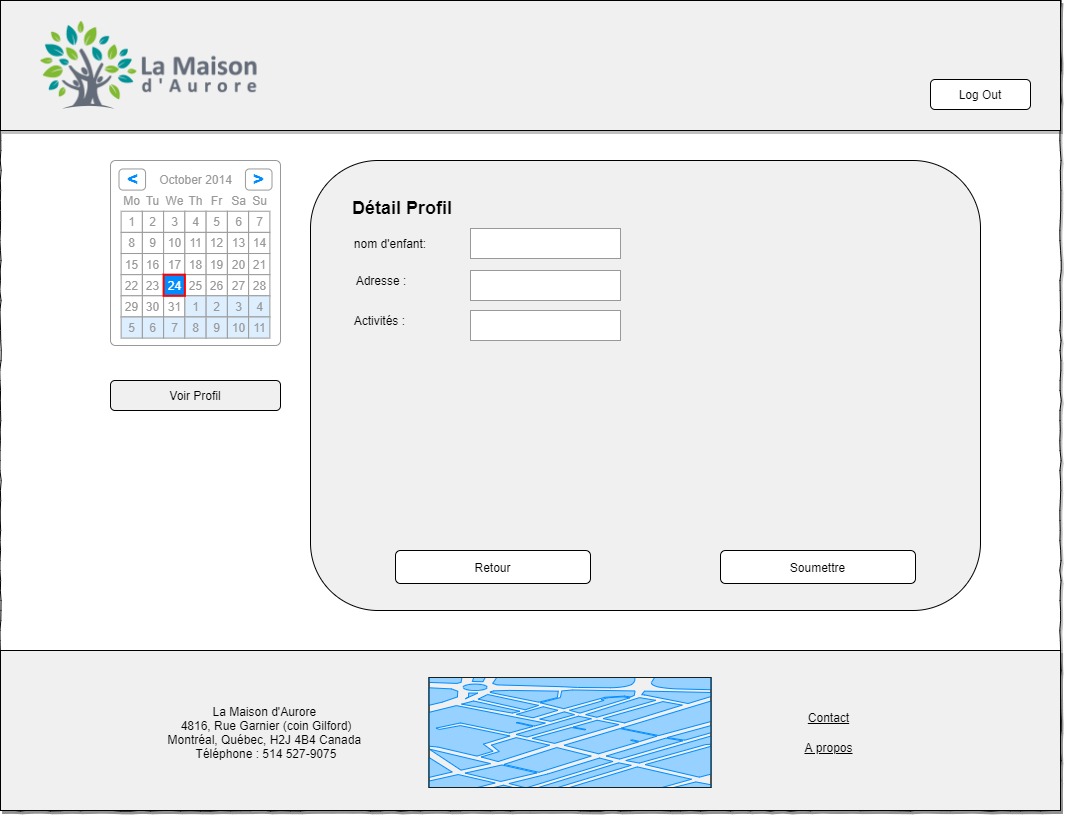 La Maison
d'Aurore
Log Out
< October 2014 >
Mo Tu We Th Fr Sa Su
1 2 3 4 5 6 7
8 9 10 11 12 13 14
15 16 17 18 19 20 21
22 23 24 25 26 27 28
29 30 31 1 2 3 4
5 6 7 8 9 10 11
Voir Profil
Détail Profil
nom d'enfant:
Adresse :
Activités :
Retour
Soumettre
La Maison d'Aurore
4816, Rue Garnier (coin Gilford)
Montréal, Québec, H2J 4B4 Canada
Téléphone : 514 527-9075
Contact
A propos